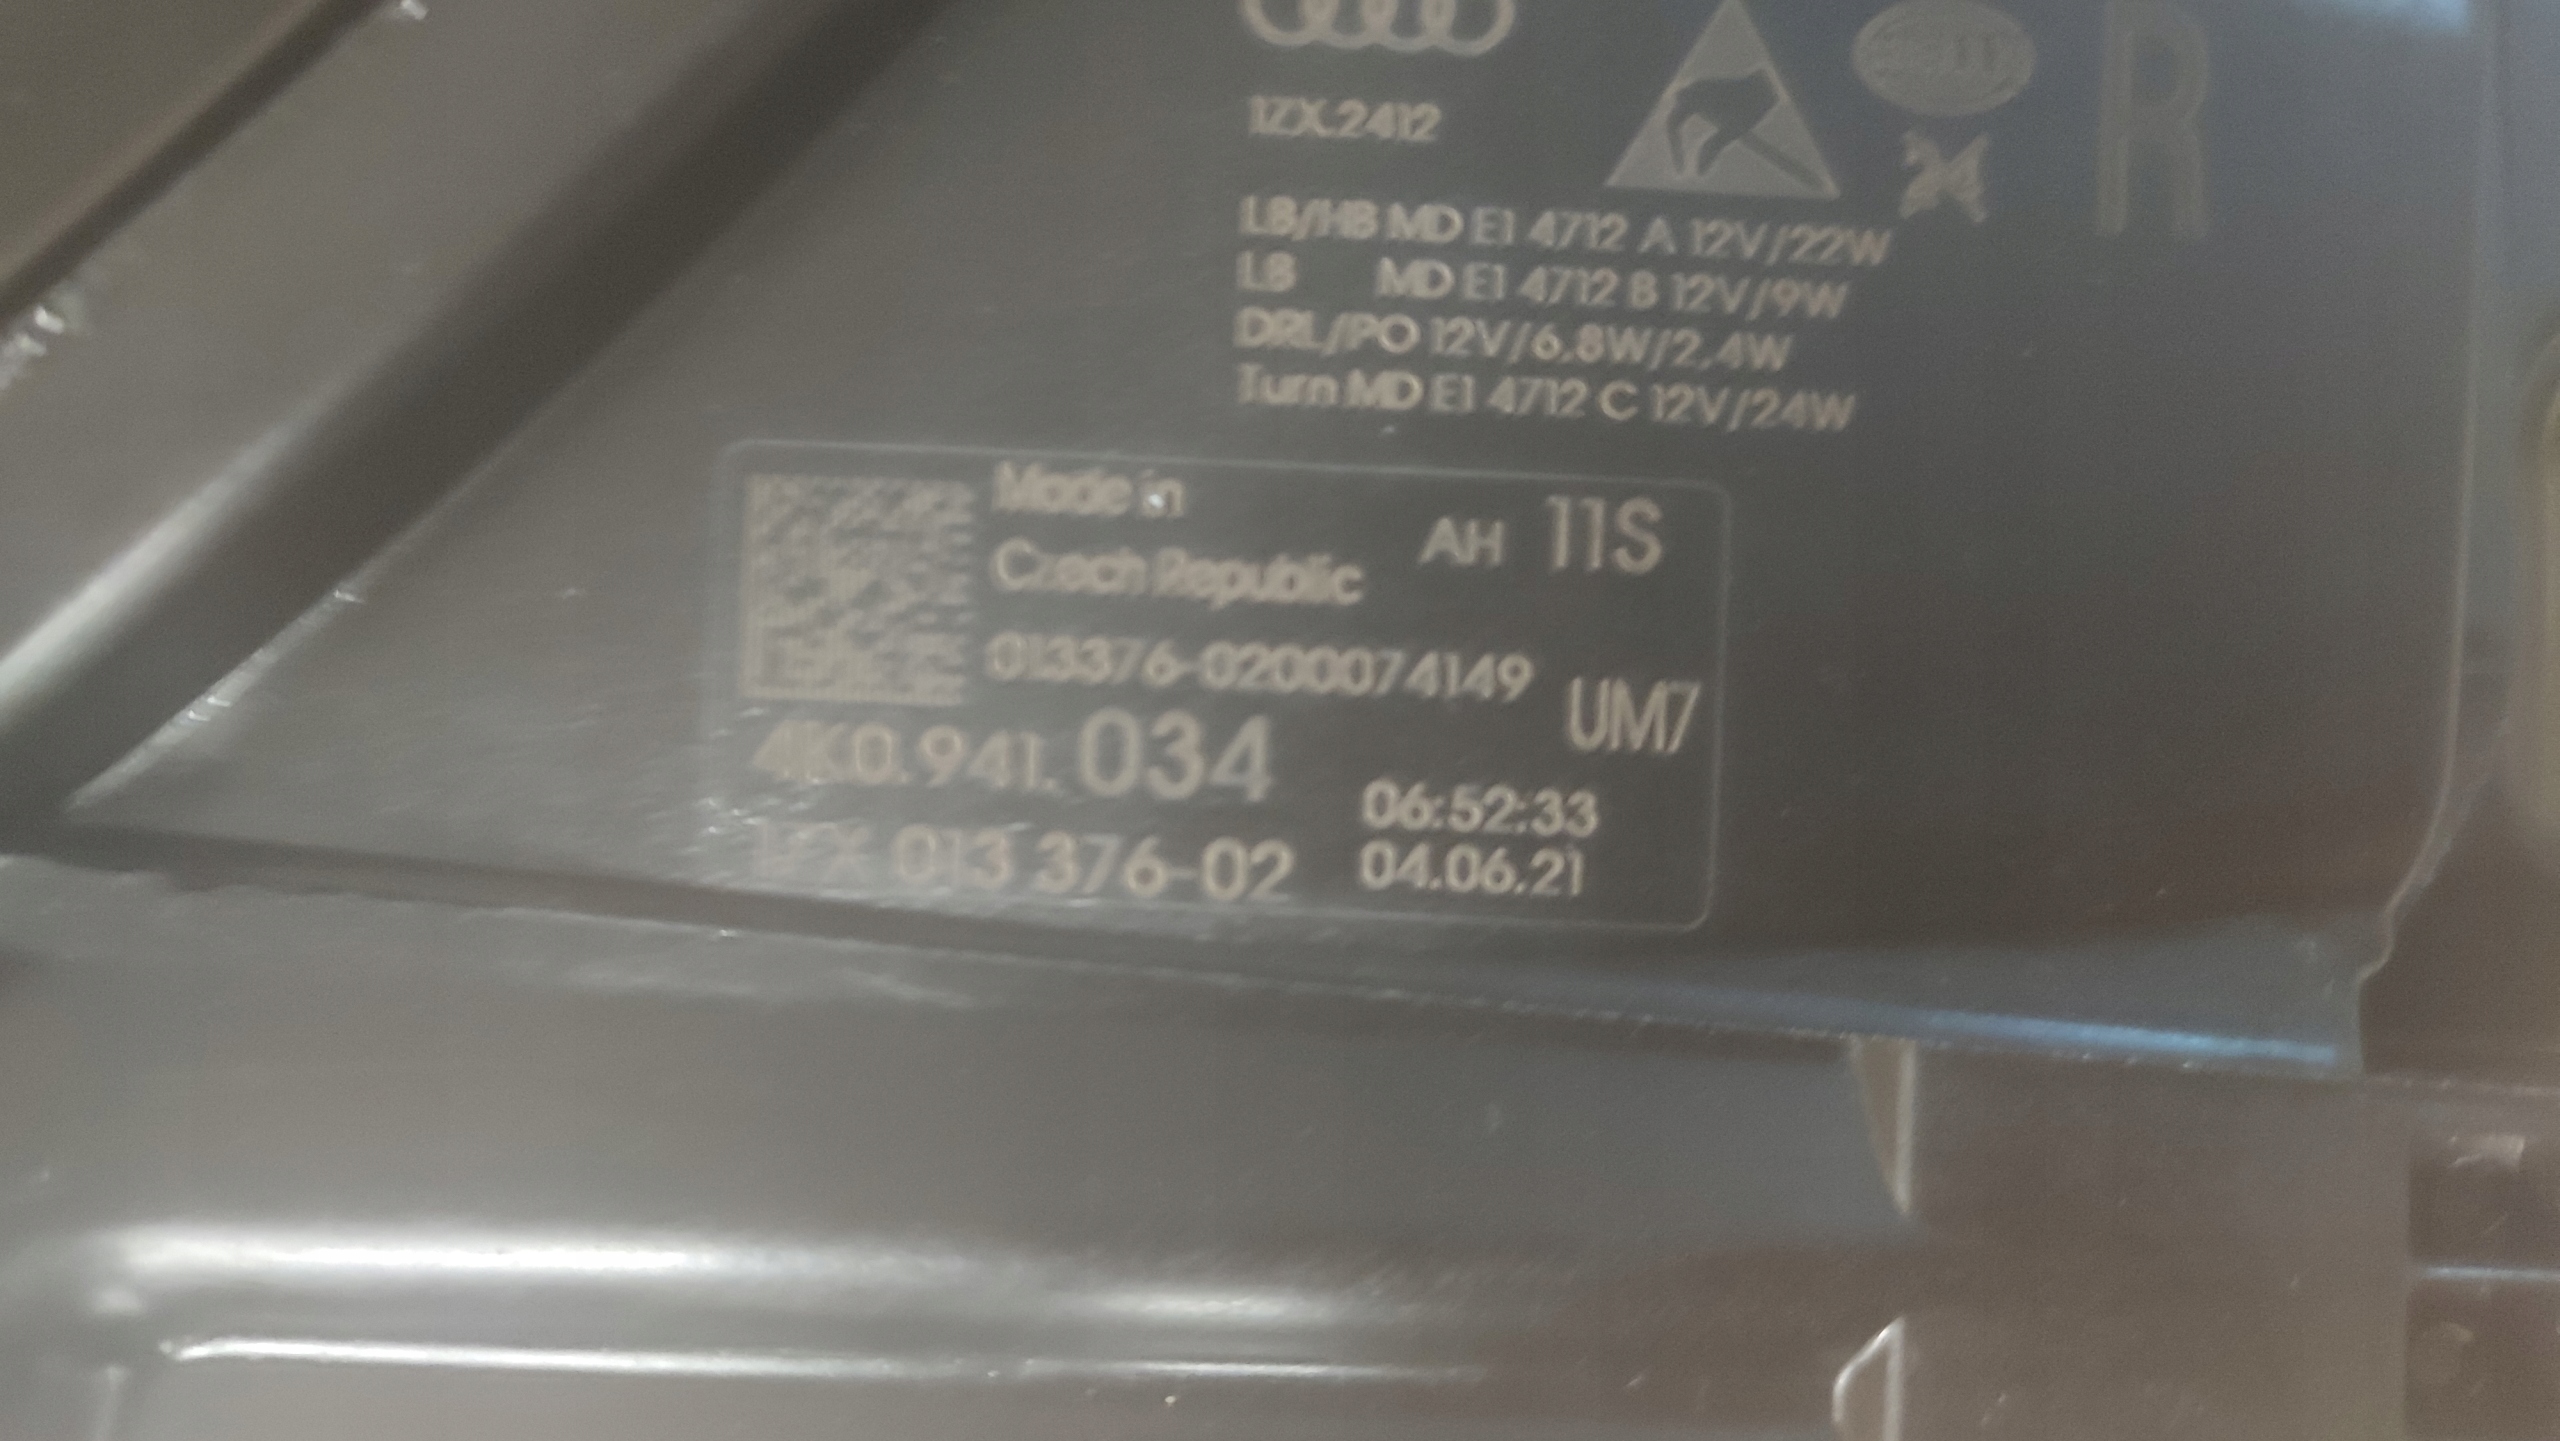 1ZX.2412
R
24
LB/HB MD E1 4712 A 12V/22W
LB MD E1 4712 B 12V/9W
DRL/PO 12V/6,8W/2,4W
Turn MD E1 4712 C 12V/24W
Made in
Czech Republic
AH 11S
013376-0200074149
UM7
4K0.941.034
06:52:33
1ZX 013 376-02
04.06.21